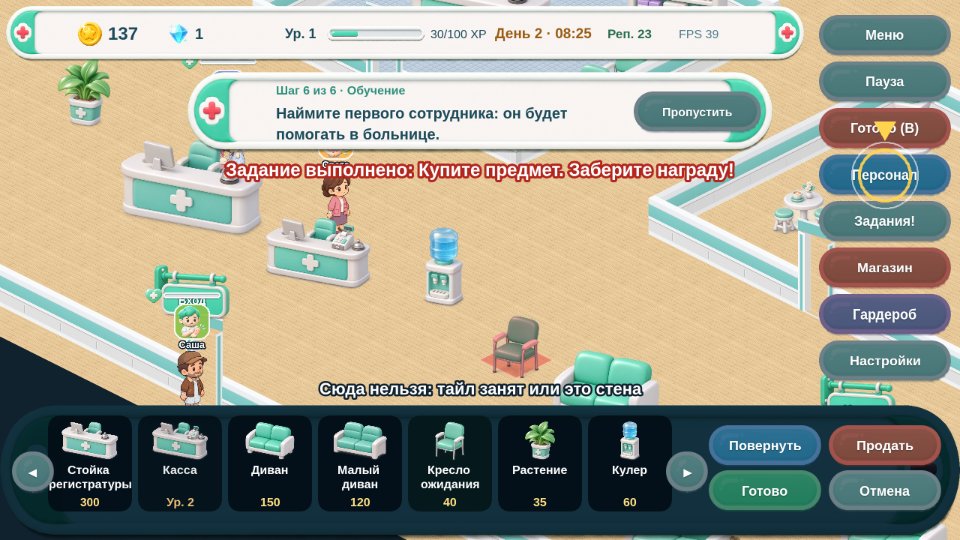 137
1
Ур. 1
30/100 XP
День 2 · 08:25
Реп. 23
FPS 39
Меню
Шаг 6 из 6 · Обучение
Наймите первого сотрудника: он будет
помогать в больнице.
Пропустить
Пауза
Готово (B)
Задание выполнено: Купите предмет. Заберите награду!
Персонал
Задания!
Магазин
Вход
Гардероб
Саша
Настройки
Сюда нельзя: тайл занят или это стена
Стойка
регистратуры
300
Касса
Ур. 2
Диван
150
Малый
диван
120
Кресло
ожидания
40
Растение
35
Кулер
60
Повернуть
Продать
Готово
Отмена